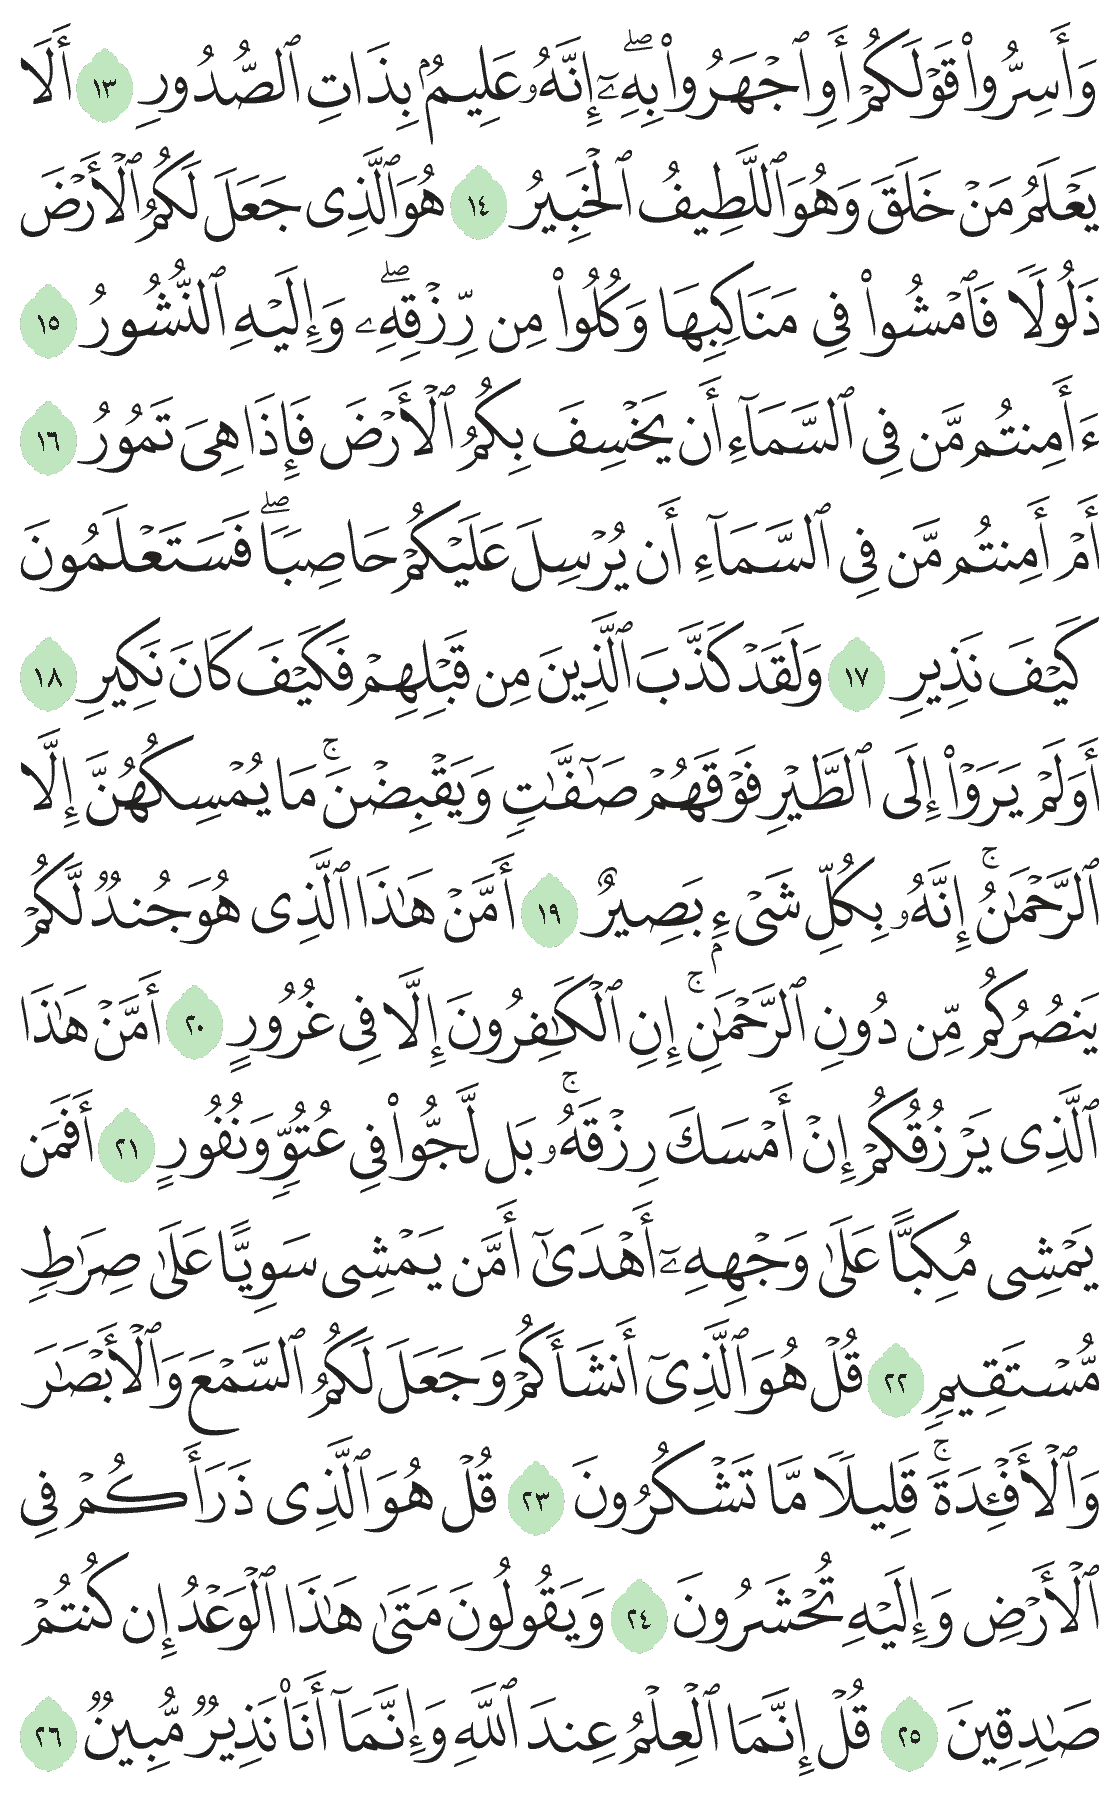 وَأَسِرُّوا۟ قَوْلَكُمْ أَوِ ٱجْهَرُوا۟ بِهِۦٓ ۖ إِنَّهُۥ عَلِيمٌۢ بِذَاتِ ٱلصُّدُورِ ١٣ أَلَا
يَعْلَمُ مَنْ خَلَقَ وَهُوَ ٱللَّطِيفُ ٱلْخَبِيرُ ١٤ هُوَ ٱلَّذِى جَعَلَ لَكُمُ ٱلْأَرْضَ
ذَلُولًا فَٱمْشُوا۟ فِى مَنَاكِبِهَا وَكُلُوا۟ مِن رِّزْقِهِۦ ۖ وَإِلَيْهِ ٱلنُّشُورُ ١٥
ءَأَمِنتُم مَّن فِى ٱلسَّمَآءِ أَن يَخْسِفَ بِكُمُ ٱلْأَرْضَ فَإِذَا هِىَ تَمُورُ ١٦
أَمْ أَمِنتُم مَّن فِى ٱلسَّمَآءِ أَن يُرْسِلَ عَلَيْكُمْ حَاصِبًا ۖ فَسَتَعْلَمُونَ
كَيْفَ نَذِيرِ ١٧ وَلَقَدْ كَذَّبَ ٱلَّذِينَ مِن قَبْلِهِمْ فَكَيْفَ كَانَ نَكِيرِ ١٨
أَوَلَمْ يَرَوْا۟ إِلَى ٱلطَّيْرِ فَوْقَهُمْ صَـٰٓفَّـٰتٍ وَيَقْبِضْنَ ۚ مَا يُمْسِكُهُنَّ إِلَّا
ٱلرَّحْمَـٰنُ ۚ إِنَّهُۥ بِكُلِّ شَىْءٍۭ بَصِيرٌ ١٩ أَمَّنْ هَـٰذَا ٱلَّذِى هُوَ جُندٌ لَّكُمْ
يَنصُرُكُم مِّن دُونِ ٱلرَّحْمَـٰنِ ۚ إِنِ ٱلْكَـٰفِرُونَ إِلَّا فِى غُرُورٍ ٢٠ أَمَّنْ هَـٰذَا
ٱلَّذِى يَرْزُقُكُمْ إِنْ أَمْسَكَ رِزْقَهُۥ ۚ بَل لَّجُّوا۟ فِى عُتُوٍّ وَنُفُورٍ ٢١ أَفَمَن
يَمْشِى مُكِبًّا عَلَىٰ وَجْهِهِۦٓ أَهْدَىٰٓ أَمَّن يَمْشِى سَوِيًّا عَلَىٰ صِرَٰطٍ
مُّسْتَقِيمٍ ٢٢ قُلْ هُوَ ٱلَّذِىٓ أَنشَأَكُمْ وَجَعَلَ لَكُمُ ٱلسَّمْعَ وَٱلْأَبْصَـٰرَ
وَٱلْأَفْـِٔدَةَ ۚ قَلِيلًا مَّا تَشْكُرُونَ ٢٣ قُلْ هُوَ ٱلَّذِى ذَرَأَكُمْ فِى
ٱلْأَرْضِ وَإِلَيْهِ تُحْشَرُونَ ٢٤ وَيَقُولُونَ مَتَىٰ هَـٰذَا ٱلْوَعْدُ إِن كُنتُمْ
صَـٰدِقِينَ ٢٥ قُلْ إِنَّمَا ٱلْعِلْمُ عِندَ ٱللَّهِ وَإِنَّمَآ أَنَا۠ نَذِيرٌ مُّبِينٌ ٢٦